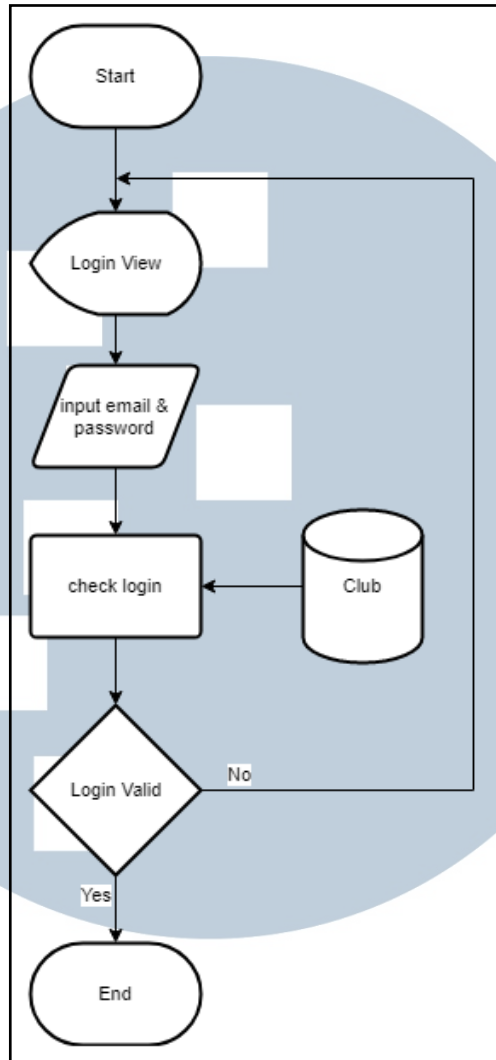 Start
Login View
input email &
password
check login
Club
Login Valid
No
Yes
End